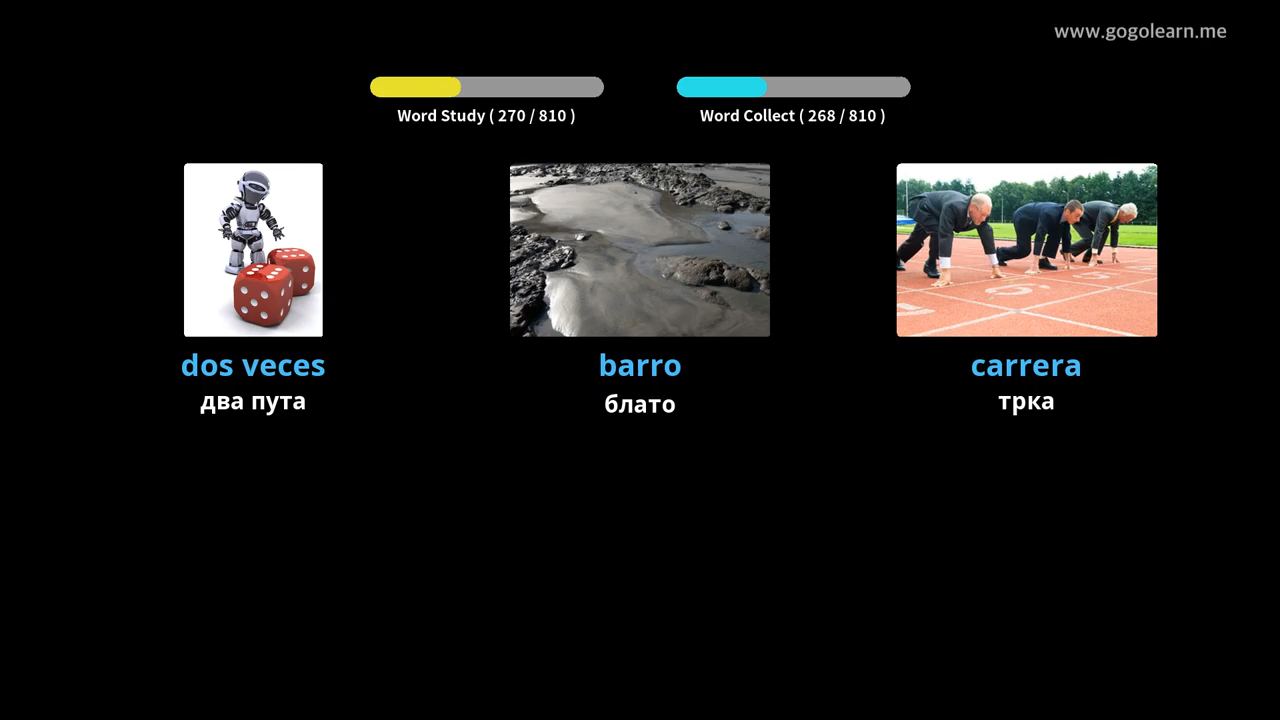 www.gogolearn.me
Word Study ( 270 / 810 )
Word Collect ( 268 / 810 )
dos veces
два пута
barro
блато
carrera
трка